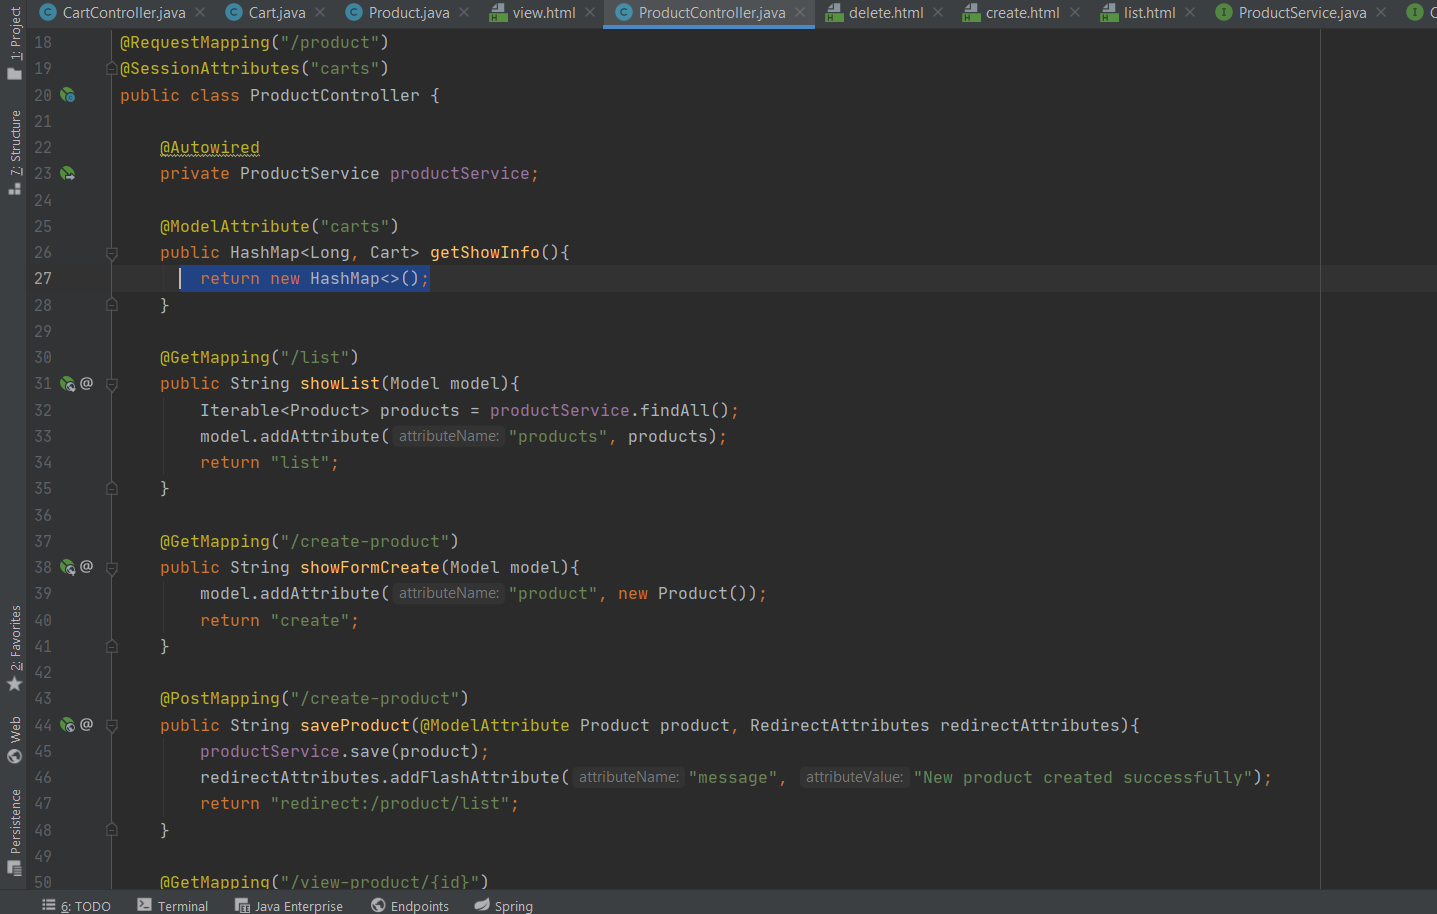 CartController.java Cart.java Product.java view.html ProductController.java delete.html create.html list.html ProductService.java
1: Project
7: Structure
2: Favorites
Web
Persistence
18 @RequestMapping("/product")
19 @SessionAttributes("carts")
20 public class ProductController {
21
22 @Autowired
23 private ProductService productService;
24
25 @ModelAttribute("carts")
26 public HashMap<Long, Cart> getShowInfo(){
27 return new HashMap<>();
28 }
29
30 @GetMapping("/list")
31 @ public String showList(Model model){
32 Iterable<Product> products = productService.findAll();
33 model.addAttribute( attributeName: "products", products);
34 return "list";
35 }
36
37 @GetMapping("/create-product")
38 @ public String showFormCreate(Model model){
39 model.addAttribute( attributeName: "product", new Product());
40 return "create";
41 }
42
43 @PostMapping("/create-product")
44 @ public String saveProduct(@ModelAttribute Product product, RedirectAttributes redirectAttributes){
45 productService.save(product);
46 redirectAttributes.addFlashAttribute( attributeName: "message", attributeValue: "New product created successfully");
47 return "redirect:/product/list";
48 }
49
50 @GetMapping("/view-product/{id}")
6: TODO Terminal Java Enterprise Endpoints Spring